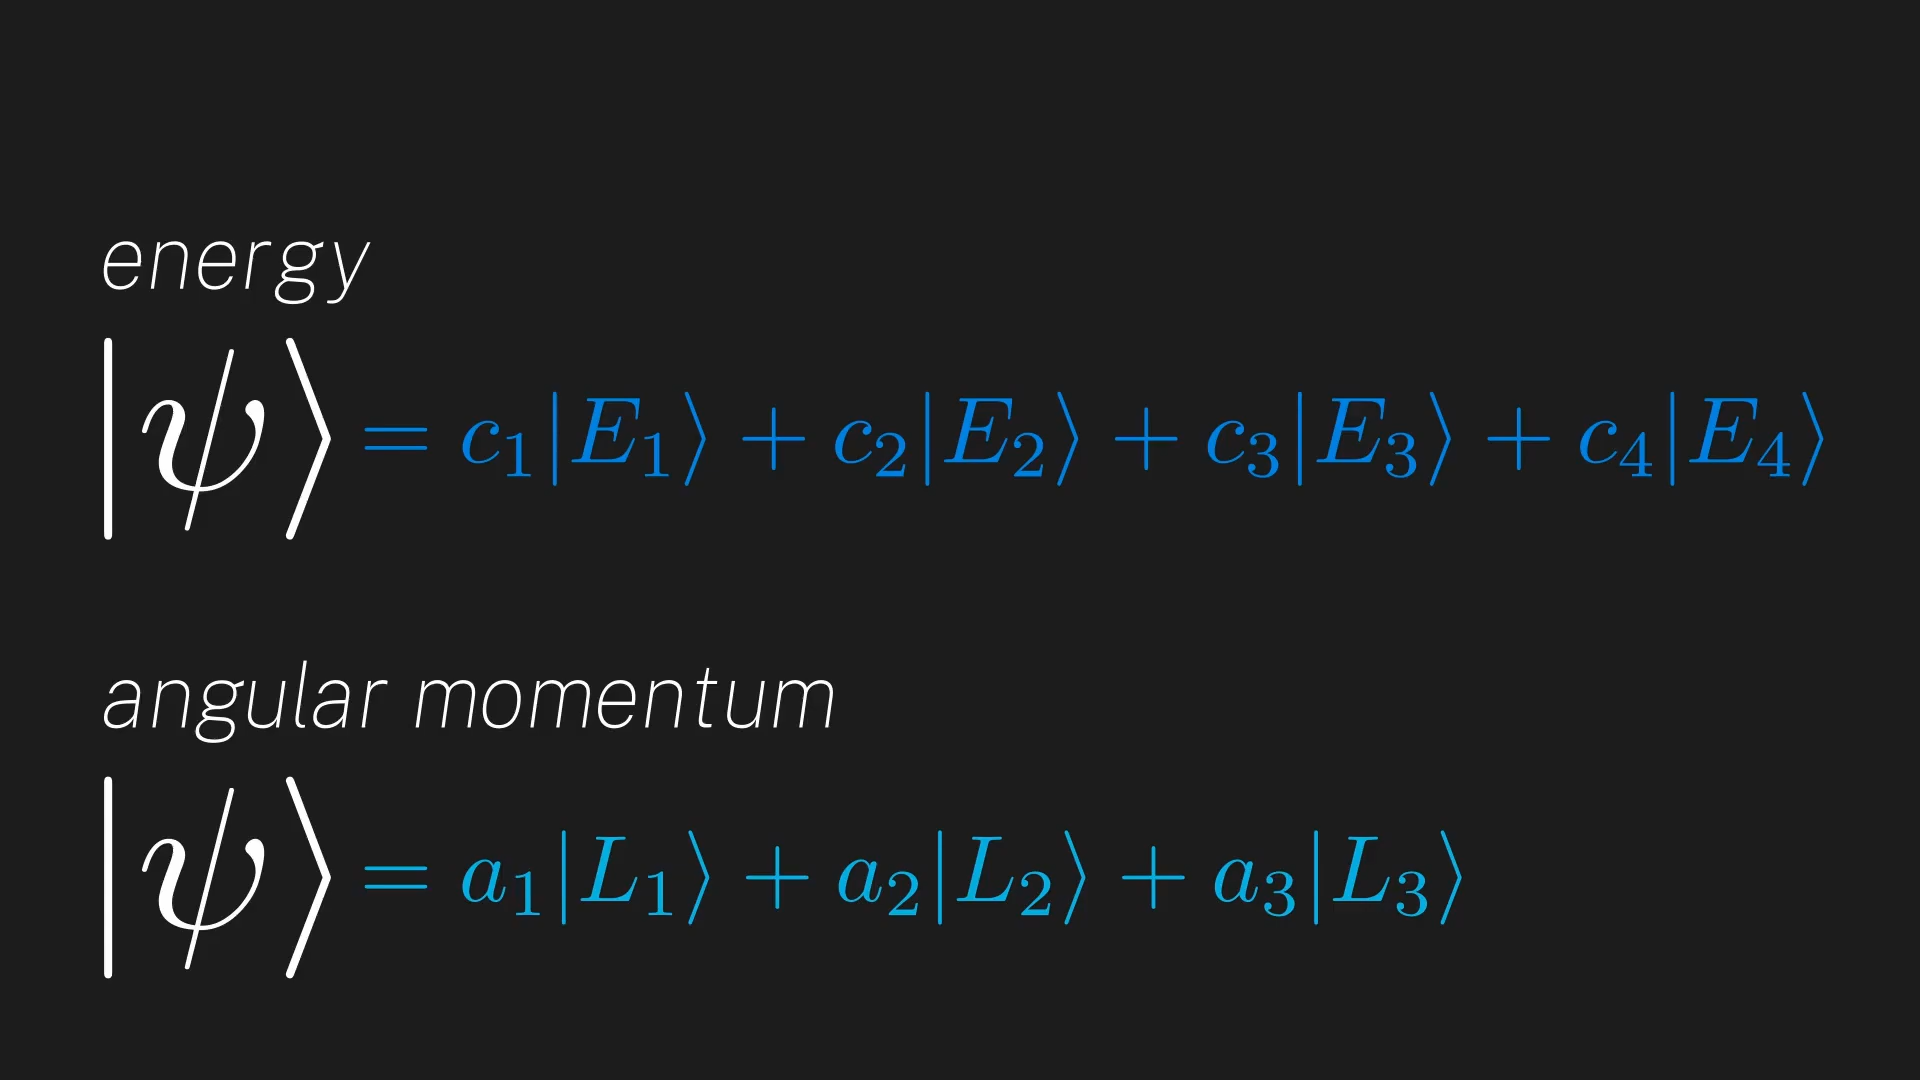 energy
|ψ⟩ = c₁|E₁⟩ + c₂|E₂⟩ + c₃|E₃⟩ + c₄|E₄⟩
angular momentum
|ψ⟩ = a₁|L₁⟩ + a₂|L₂⟩ + a₃|L₃⟩